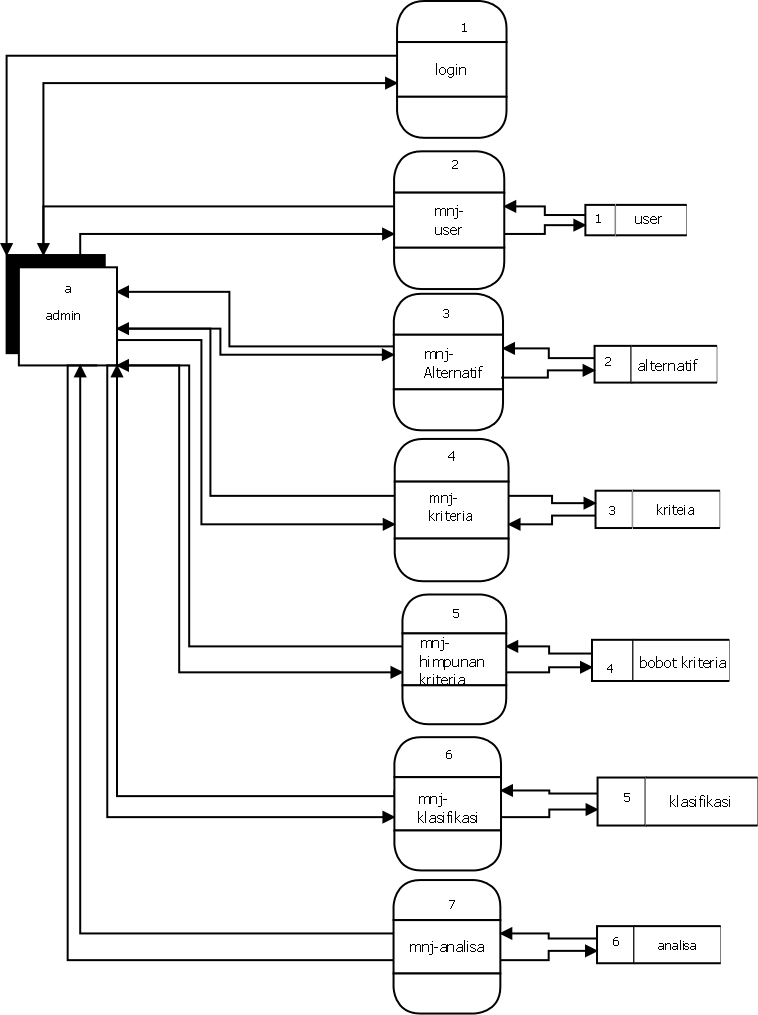 1
login
2
mnj-
user
1 user
a
admin
3
mnj-
Alternatif
2 alternatif
4
mnj-
kriteria
3 kriteia
5
mnj-
himpunan
kriteria
4 bobot kriteria
6
mnj-
klasifikasi
5 klasifikasi
7
mnj-analisa
6 analisa